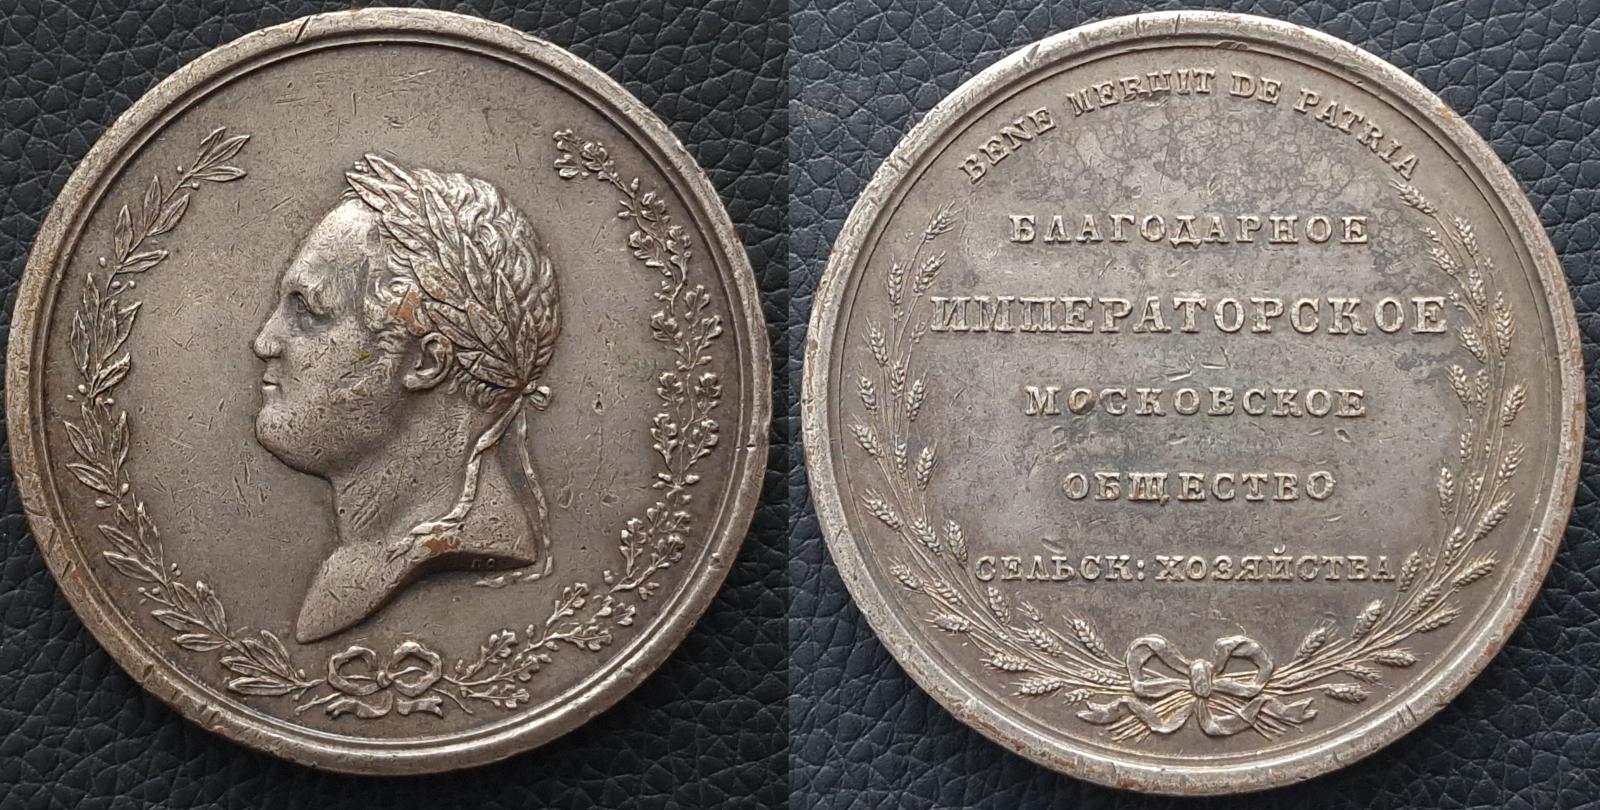 BENE MERUIT DE PATRIA
БЛАГОДАРНОЕ
ИМПЕРАТОРСКОЕ
МОСКОВСКОЕ
ОБЩЕСТВО
СЕЛЬСК: ХОЗЯЙСТВА